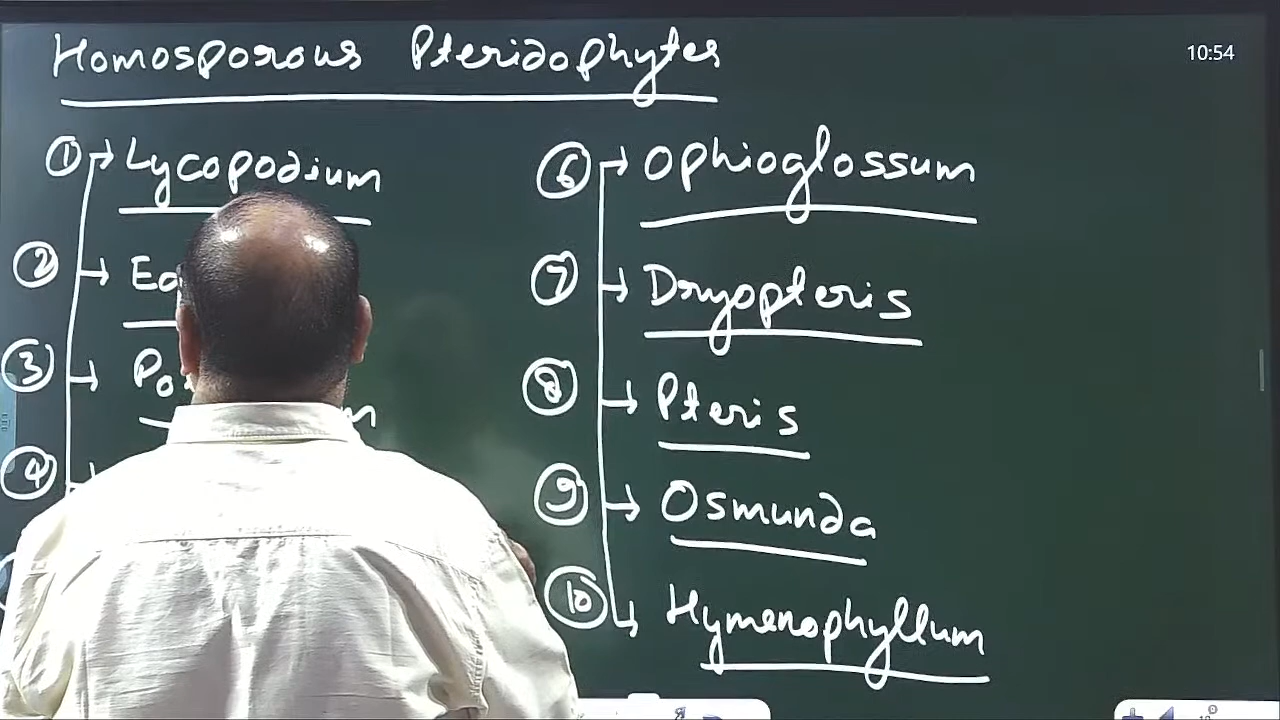 Homosporous Pteridophytes
10:54
① → Lycopodium
②
③
④
⑥ → Ophioglossum
⑦ → Dryopteris
⑧ → Pteris
⑨ → Osmunda
⑩ → Hymenophyllum